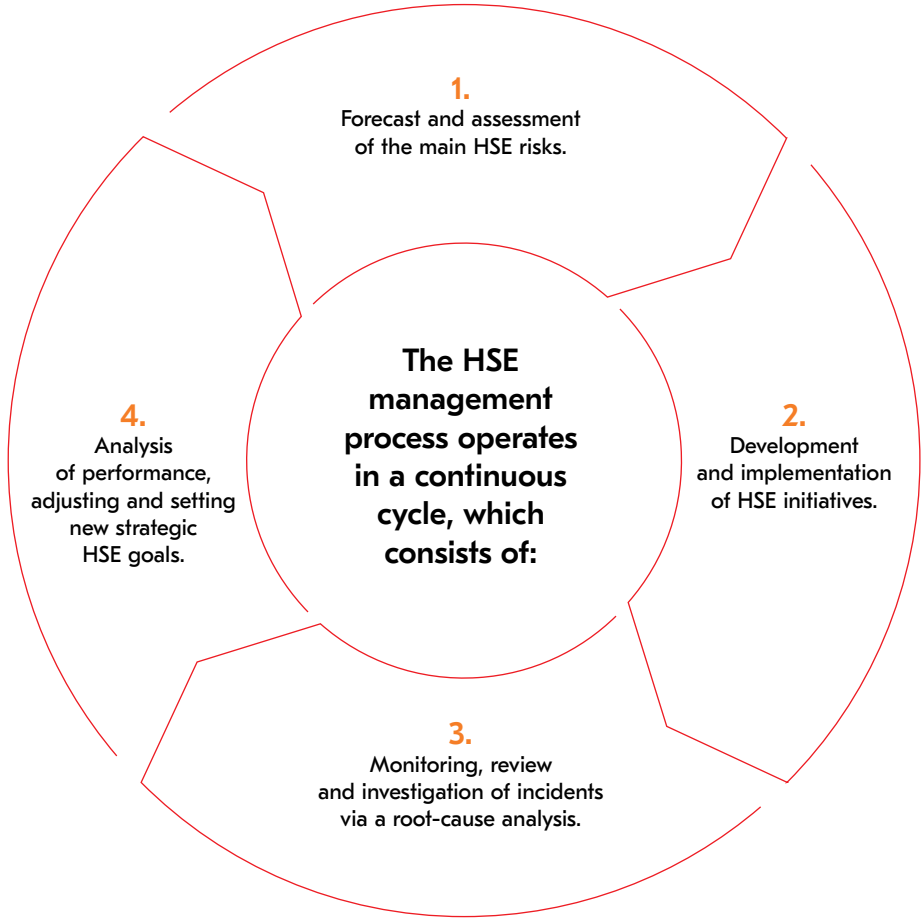 The HSE
management
process operates
in a continuous
cycle, which
consists of:
1.
Forecast and assessment
of the main HSE risks.
2.
Development
and implementation
of HSE initiatives.
3.
Monitoring, review
and investigation of incidents
via a root-cause analysis.
4.
Analysis
of performance,
adjusting and setting
new strategic
HSE goals.